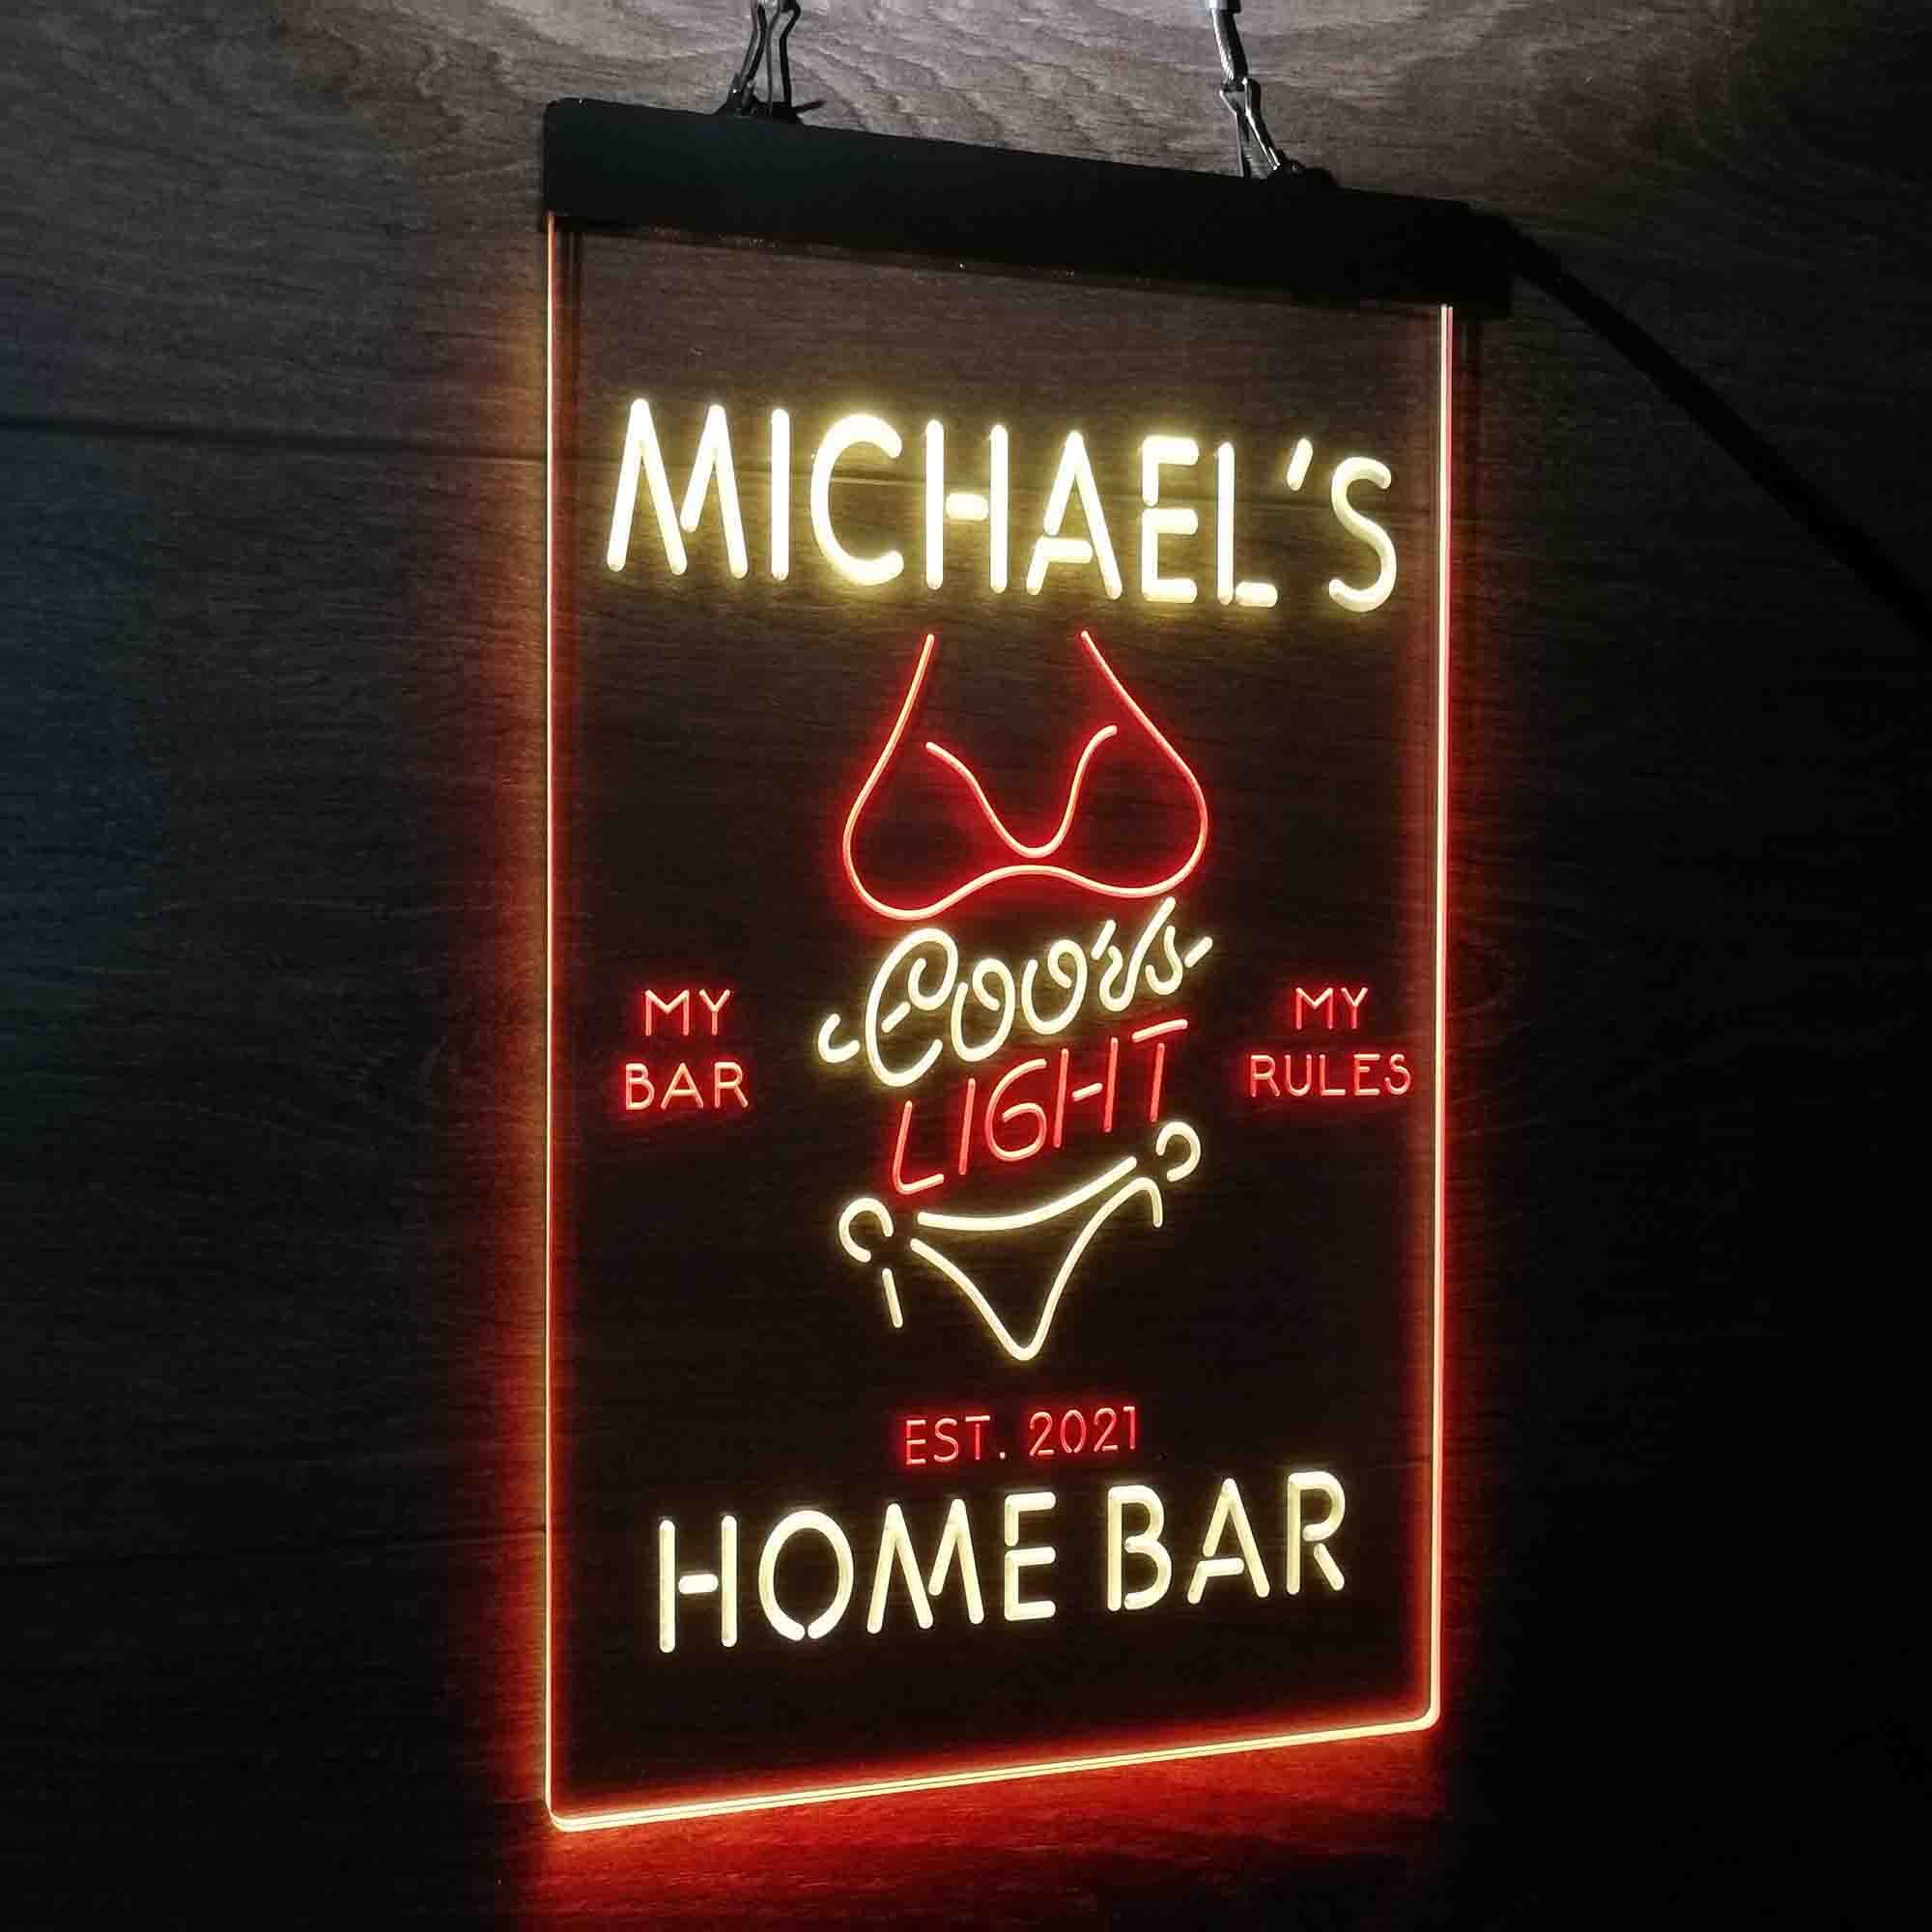 MICHAEL'S
Coors
LIGHT
MY
BAR
MY
RULES
EST. 2021
HOME BAR